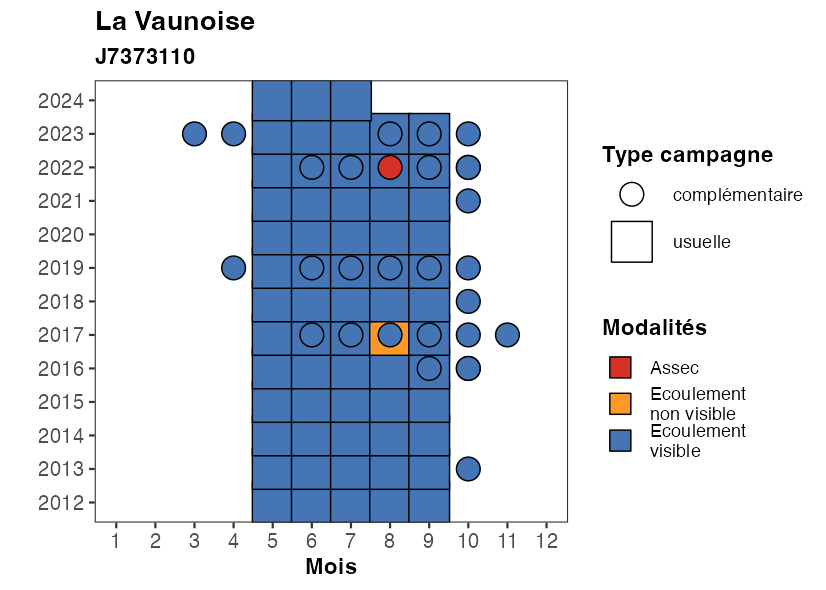 La Vaunoise
J7373110
2024
2023
2022
2021
2020
2019
2018
2017
2016
2015
2014
2013
2012
1 2 3 4 5 6 7 8 9 10 11 12
Mois
Type campagne
complémentaire
usuelle
Modalités
Assec
Ecoulement
non visible
Ecoulement
visible